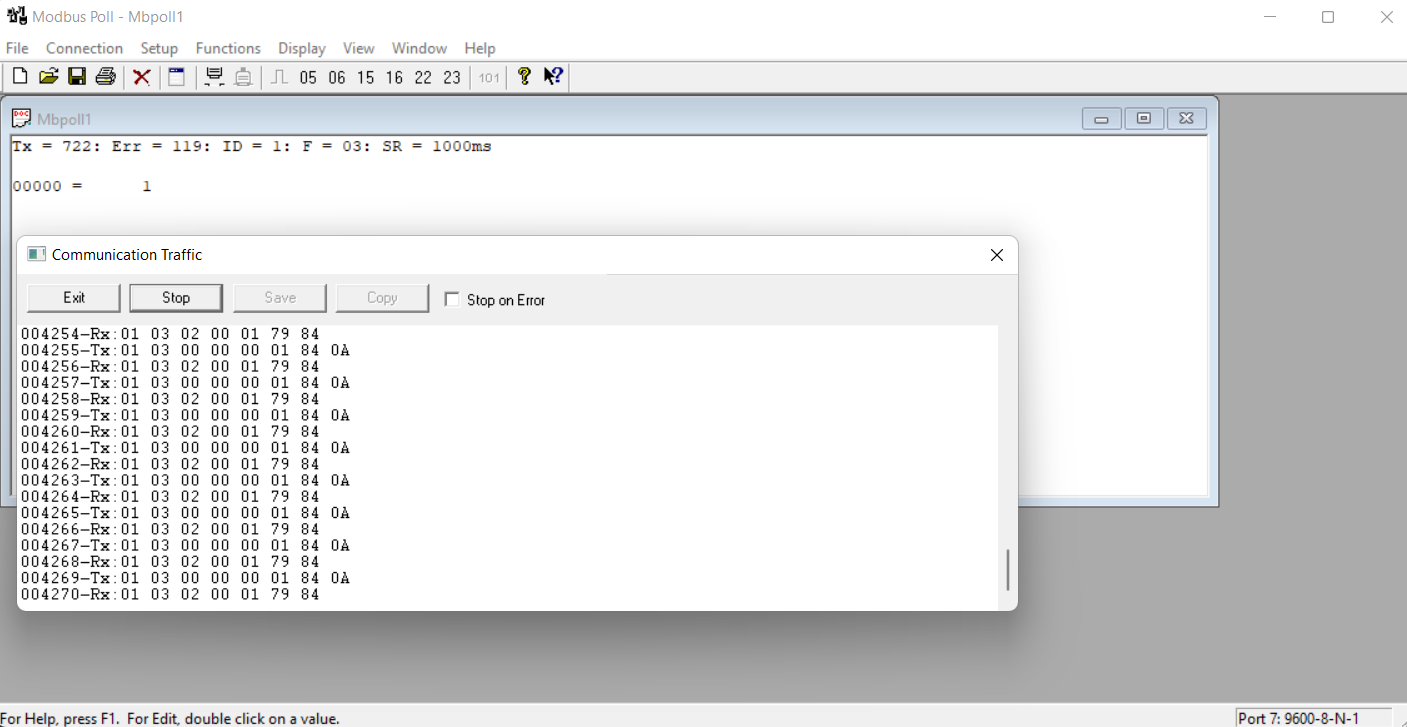 Modbus Poll - Mbpoll1
File Connection Setup Functions Display View Window Help
05 06 15 16 22 23 101
Mbpoll1
Tx = 722: Err = 119: ID = 1: F = 03: SR = 1000ms
00000 = 1
Communication Traffic
Exit Stop Save Copy Stop on Error
004254-Rx:01 03 02 00 01 79 84
004255-Tx:01 03 00 00 00 01 84 0A
004256-Rx:01 03 02 00 01 79 84
004257-Tx:01 03 00 00 00 01 84 0A
004258-Rx:01 03 02 00 01 79 84
004259-Tx:01 03 00 00 00 01 84 0A
004260-Rx:01 03 02 00 01 79 84
004261-Tx:01 03 00 00 00 01 84 0A
004262-Rx:01 03 02 00 01 79 84
004263-Tx:01 03 00 00 00 01 84 0A
004264-Rx:01 03 02 00 01 79 84
004265-Tx:01 03 00 00 00 01 84 0A
004266-Rx:01 03 02 00 01 79 84
004267-Tx:01 03 00 00 00 01 84 0A
004268-Rx:01 03 02 00 01 79 84
004269-Tx:01 03 00 00 00 01 84 0A
004270-Rx:01 03 02 00 01 79 84
For Help, press F1. For Edit, double click on a value.
Port 7: 9600-8-N-1